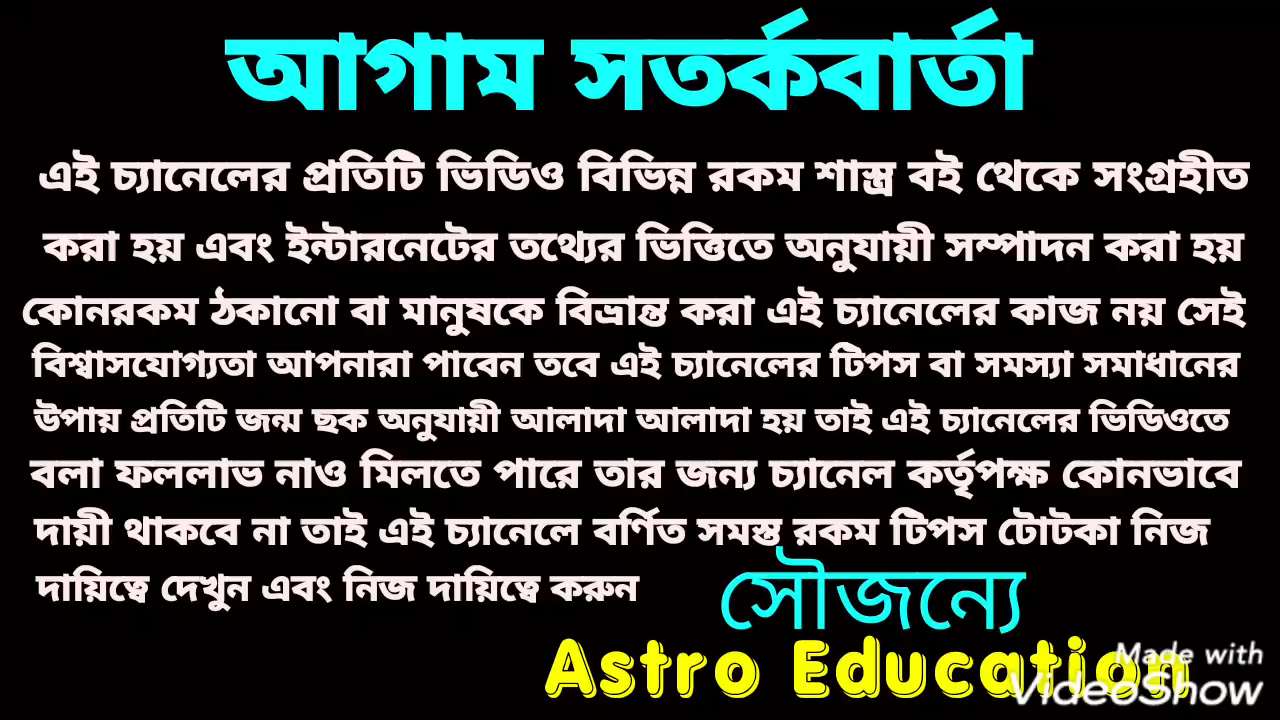 আগাম সতর্কবার্তা
এই চ্যানেলের প্রতিটি ভিডিও বিভিন্ন রকম শাস্ত্র বই থেকে সংগ্রহীত
করা হয় এবং ইন্টারনেটের তথ্যের ভিত্তিতে অনুযায়ী সম্পাদন করা হয়
কোনরকম ঠকানো বা মানুষকে বিভ্রান্ত করা এই চ্যানেলের কাজ নয় সেই
বিশ্বাসযোগ্যতা আপনারা পাবেন তবে এই চ্যানেলের টিপস বা সমস্যা সমাধানের
উপায় প্রতিটি জন্ম ছক অনুযায়ী আলাদা আলাদা হয় তাই এই চ্যানেলের ভিডিওতে
বলা ফললাভ নাও মিলতে পারে তার জন্য চ্যানেল কর্তৃপক্ষ কোনভাবে
দায়ী থাকবে না তাই এই চ্যানেলে বর্ণিত সমস্ত রকম টিপস টোটকা নিজ
দায়িত্বে দেখুন এবং নিজ দায়িত্বে করুন
সৌজন্যে
Astro Education
Made with
VideoShow